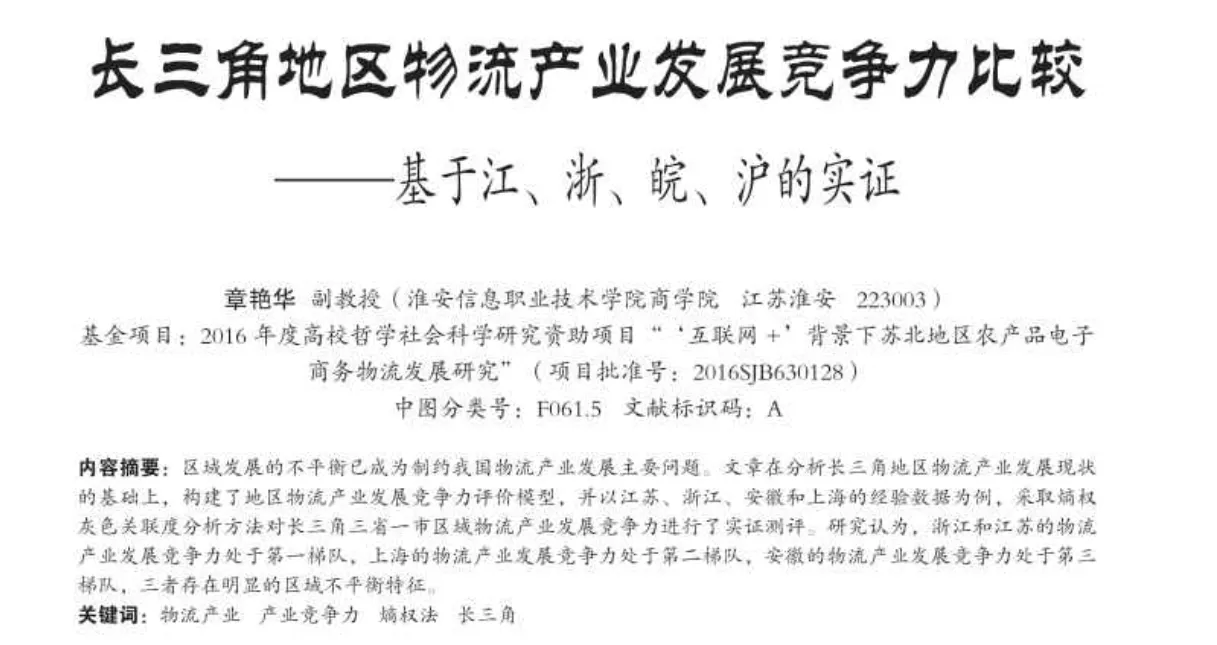 长三角地区物流产业发展竞争力比较
——基于江、浙、皖、沪的实证
章艳华 副教授（淮安信息职业技术学院商学院 江苏淮安 223003）
基金项目：2016 年度高校哲学社会科学研究资助项目“‘互联网 +’背景下苏北地区农产品电子
商务物流发展研究”（项目批准号：2016SJB630128）
中图分类号：F061.5 文献标识码：A
内容摘要：区域发展的不平衡已成为制约我国物流产业发展主要问题。文章在分析长三角地区物流产业发展现状
的基础上，构建了地区物流产业发展竞争力评价模型，并以江苏、浙江、安徽和上海的经验数据为例，采取熵权
灰色关联度分析方法对长三角三省一市区域物流产业发展竞争力进行了实证测评。研究认为，浙江和江苏的物流
产业发展竞争力处于第一梯队，上海的物流产业发展竞争力处于第二梯队，安徽的物流产业发展竞争力处于第三
梯队，三者存在明显的区域不平衡特征。
关键词：物流产业 产业竞争力 熵权法 长三角